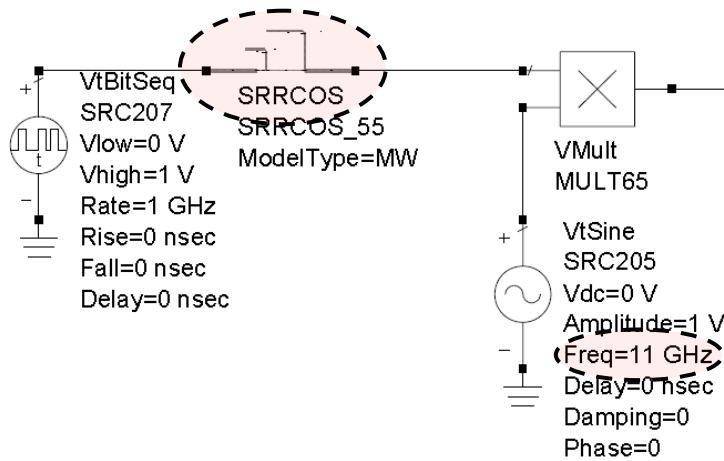 +
VtBitSeq
SRC207
Vlow=0 V
Vhigh=1 V
Rate=1 GHz
Rise=0 nsec
Fall=0 nsec
Delay=0 nsec
t
−
SRRCOS
SRRCOS_55
ModelType=MW
VMult
MULT65
+
VtSine
SRC205
Vdc=0 V
Amplitude=1 V
Freq=11 GHz
Delay=0 nsec
Damping=0
Phase=0
−